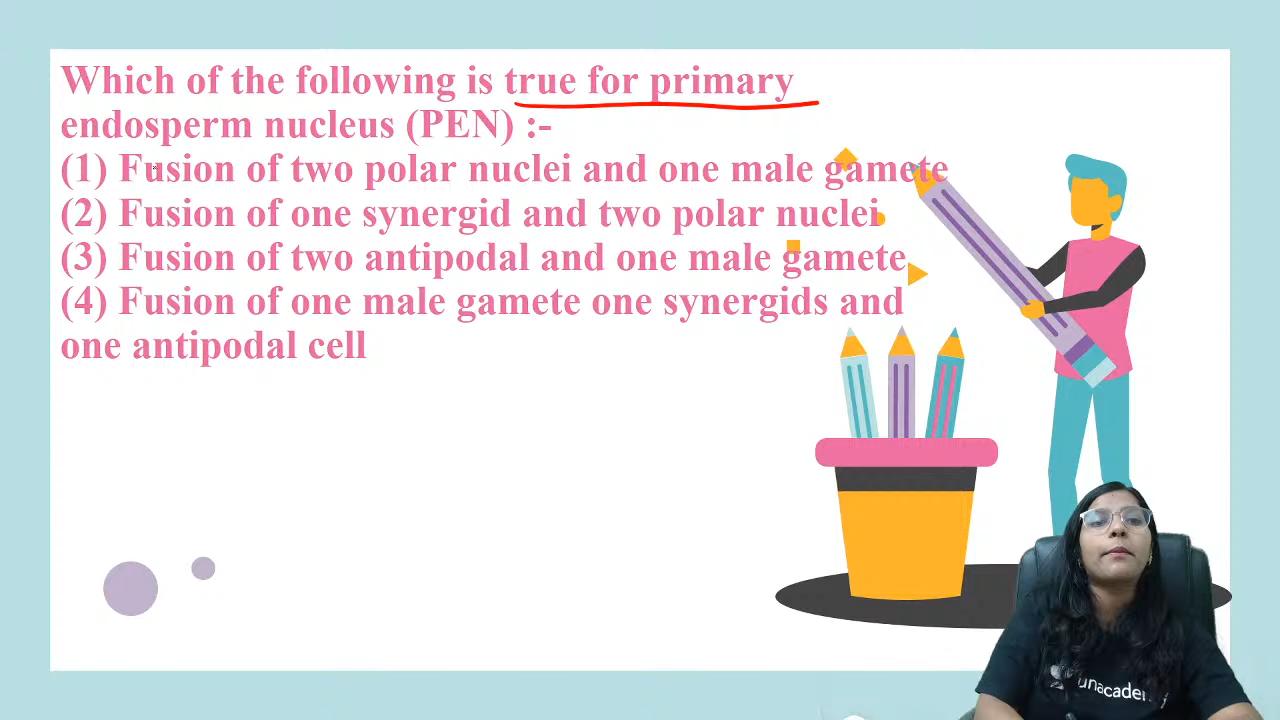 Which of the following is true for primary
endosperm nucleus (PEN) :-
(1) Fusion of two polar nuclei and one male gamete
(2) Fusion of one synergid and two polar nuclei
(3) Fusion of two antipodal and one male gamete
(4) Fusion of one male gamete one synergids and
one antipodal cell
unacadem